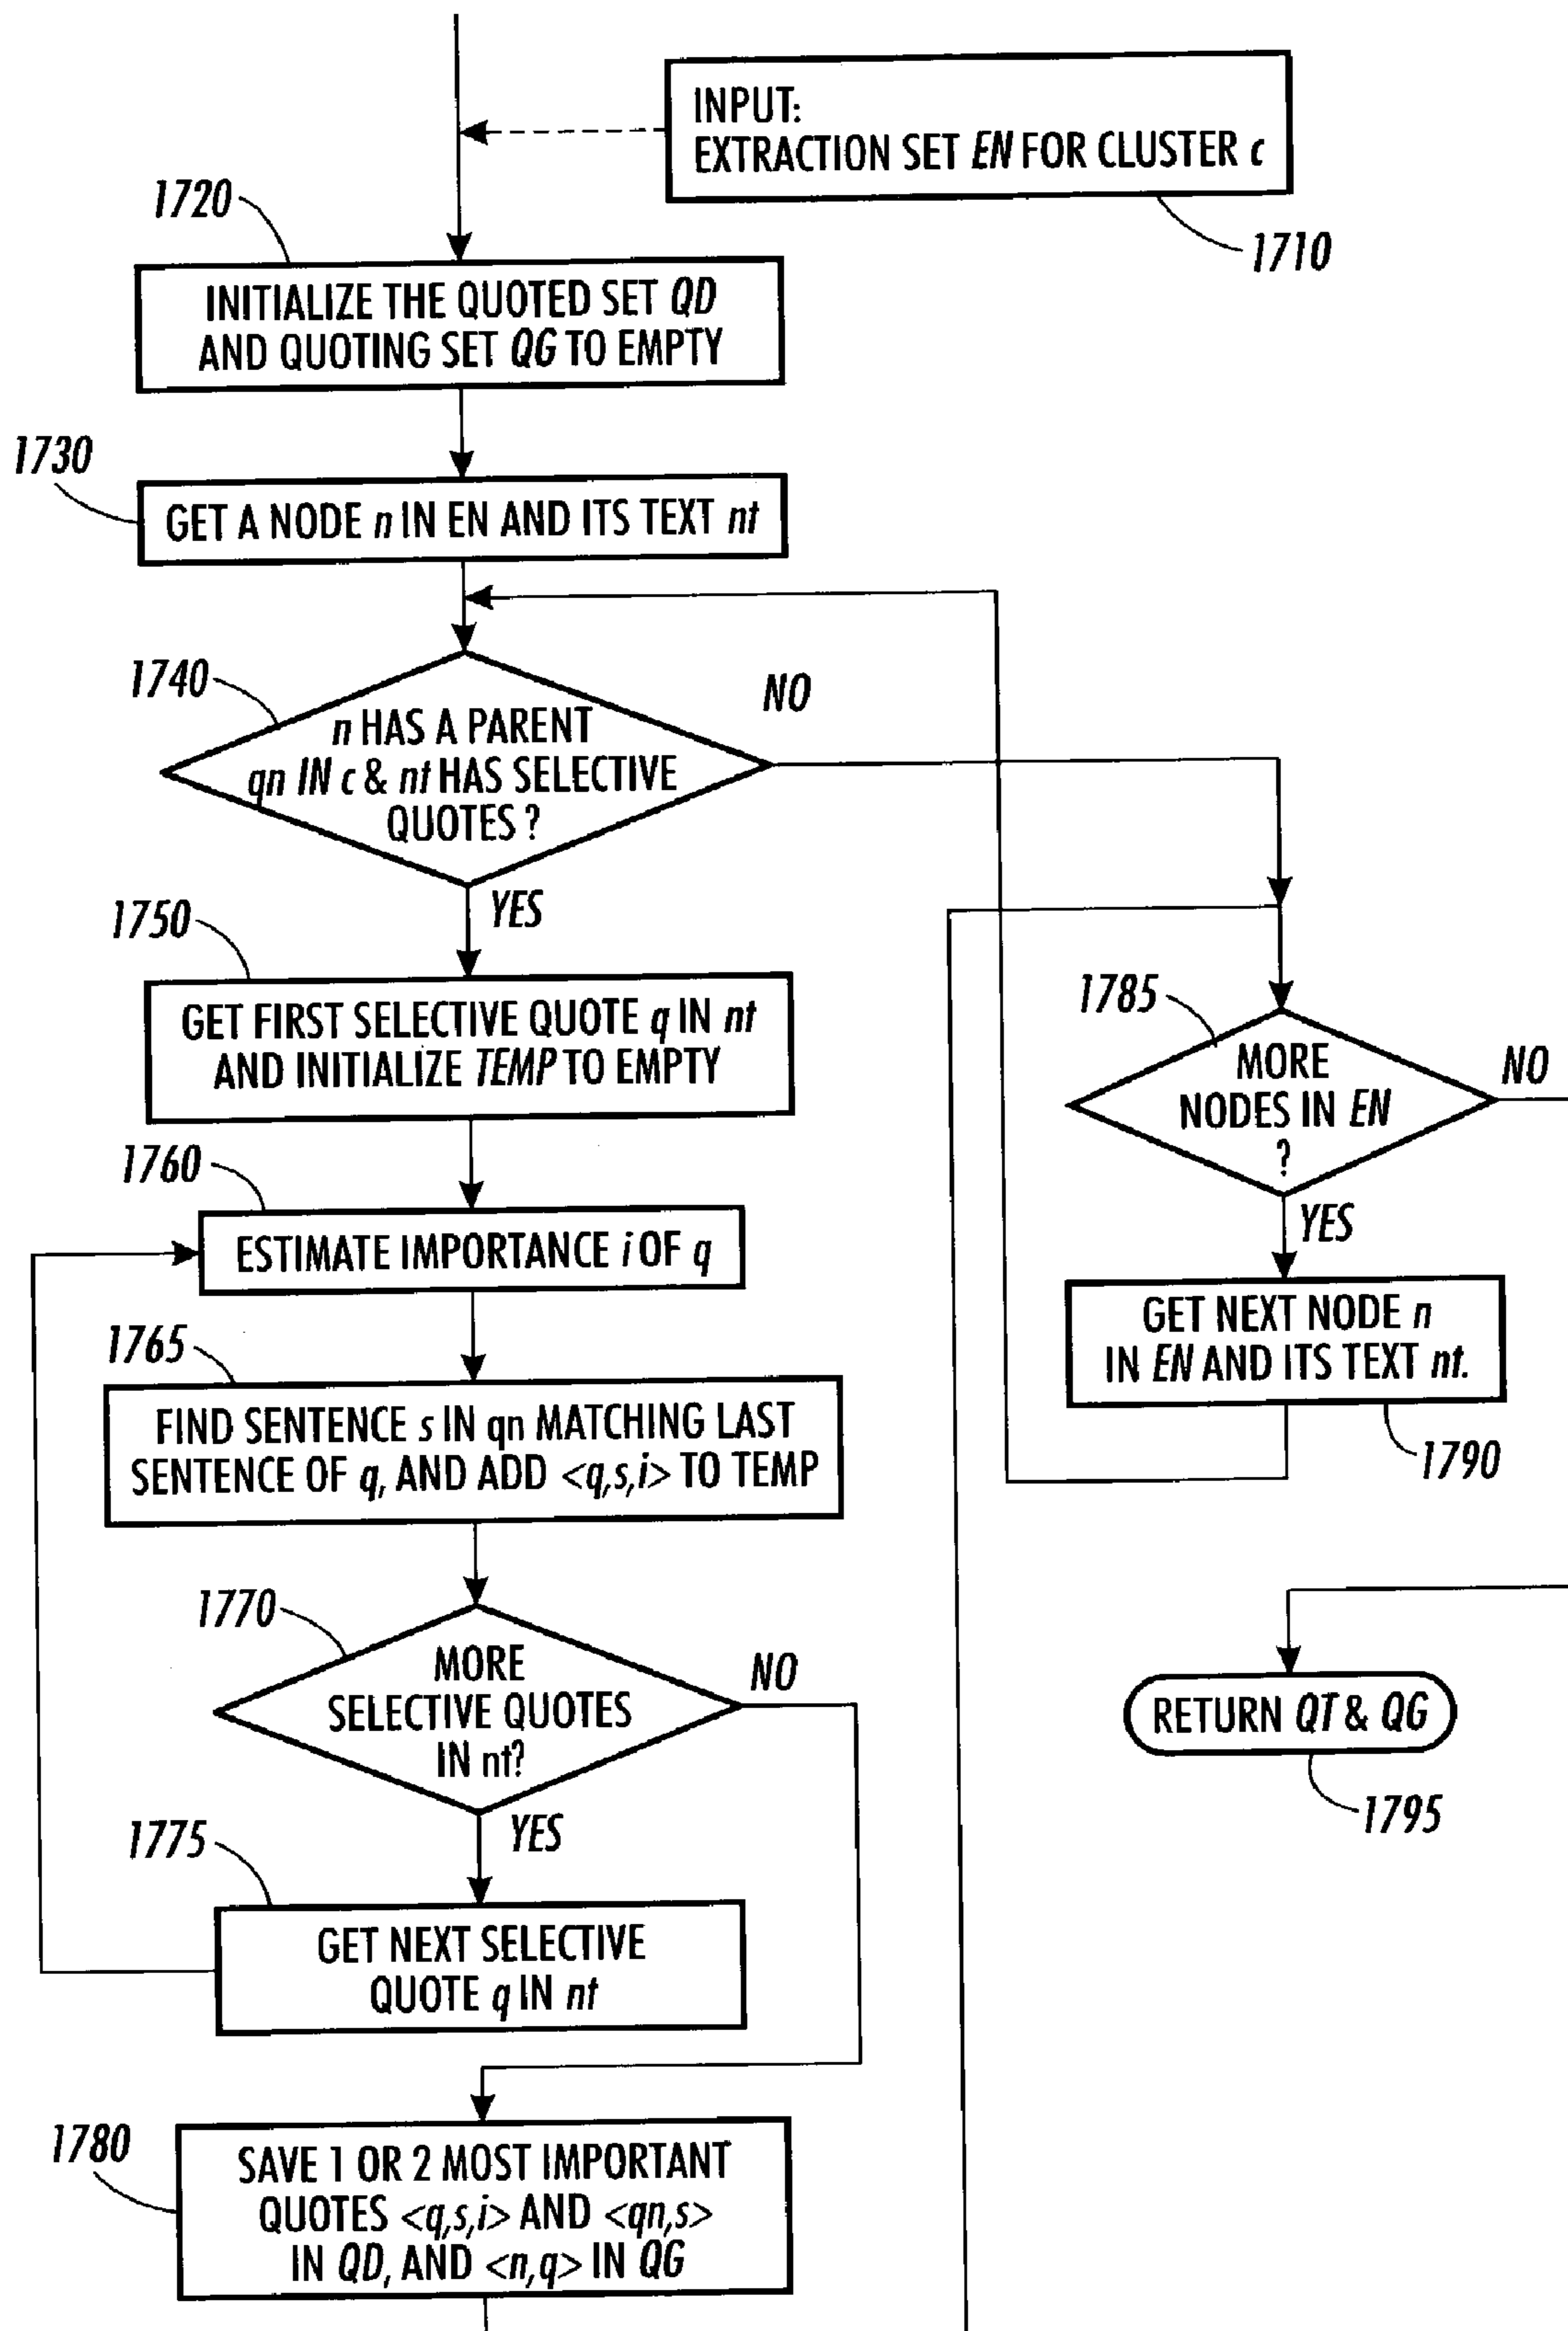 INPUT:
EXTRACTION SET EN FOR CLUSTER c
1710
1720
INITIALIZE THE QUOTED SET QD
AND QUOTING SET QG TO EMPTY
1730
GET A NODE n IN EN AND ITS TEXT nt
1740
n HAS A PARENT
qn IN c & nt HAS SELECTIVE
QUOTES ?
NO
YES
1750
GET FIRST SELECTIVE QUOTE q IN nt
AND INITIALIZE TEMP TO EMPTY
1760
ESTIMATE IMPORTANCE i OF q
1765
FIND SENTENCE s IN qn MATCHING LAST
SENTENCE OF q, AND ADD <q,s,i> TO TEMP
1770
MORE
SELECTIVE QUOTES
IN nt?
NO
YES
1775
GET NEXT SELECTIVE
QUOTE q IN nt
1780
SAVE 1 OR 2 MOST IMPORTANT
QUOTES <q,s,i> AND <qn,s>
IN QD, AND <n,q> IN QG
1785
MORE
NODES IN EN
?
NO
YES
GET NEXT NODE n
IN EN AND ITS TEXT nt.
1790
RETURN QT & QG
1795